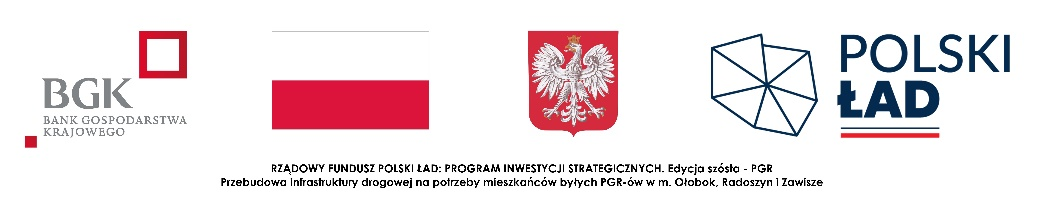 BGK
BANK GOSPODARSTWA
KRAJOWEGO
POLSKI
ŁAD
RZĄDOWY FUNDUSZ POLSKI ŁAD: PROGRAM INWESTYCJI STRATEGICZNYCH. Edycja szósta - PGR
Przebudowa infrastruktury drogowej na potrzeby mieszkańców byłych PGR-ów w m. Ołobok, Radoszyn i Zawisze